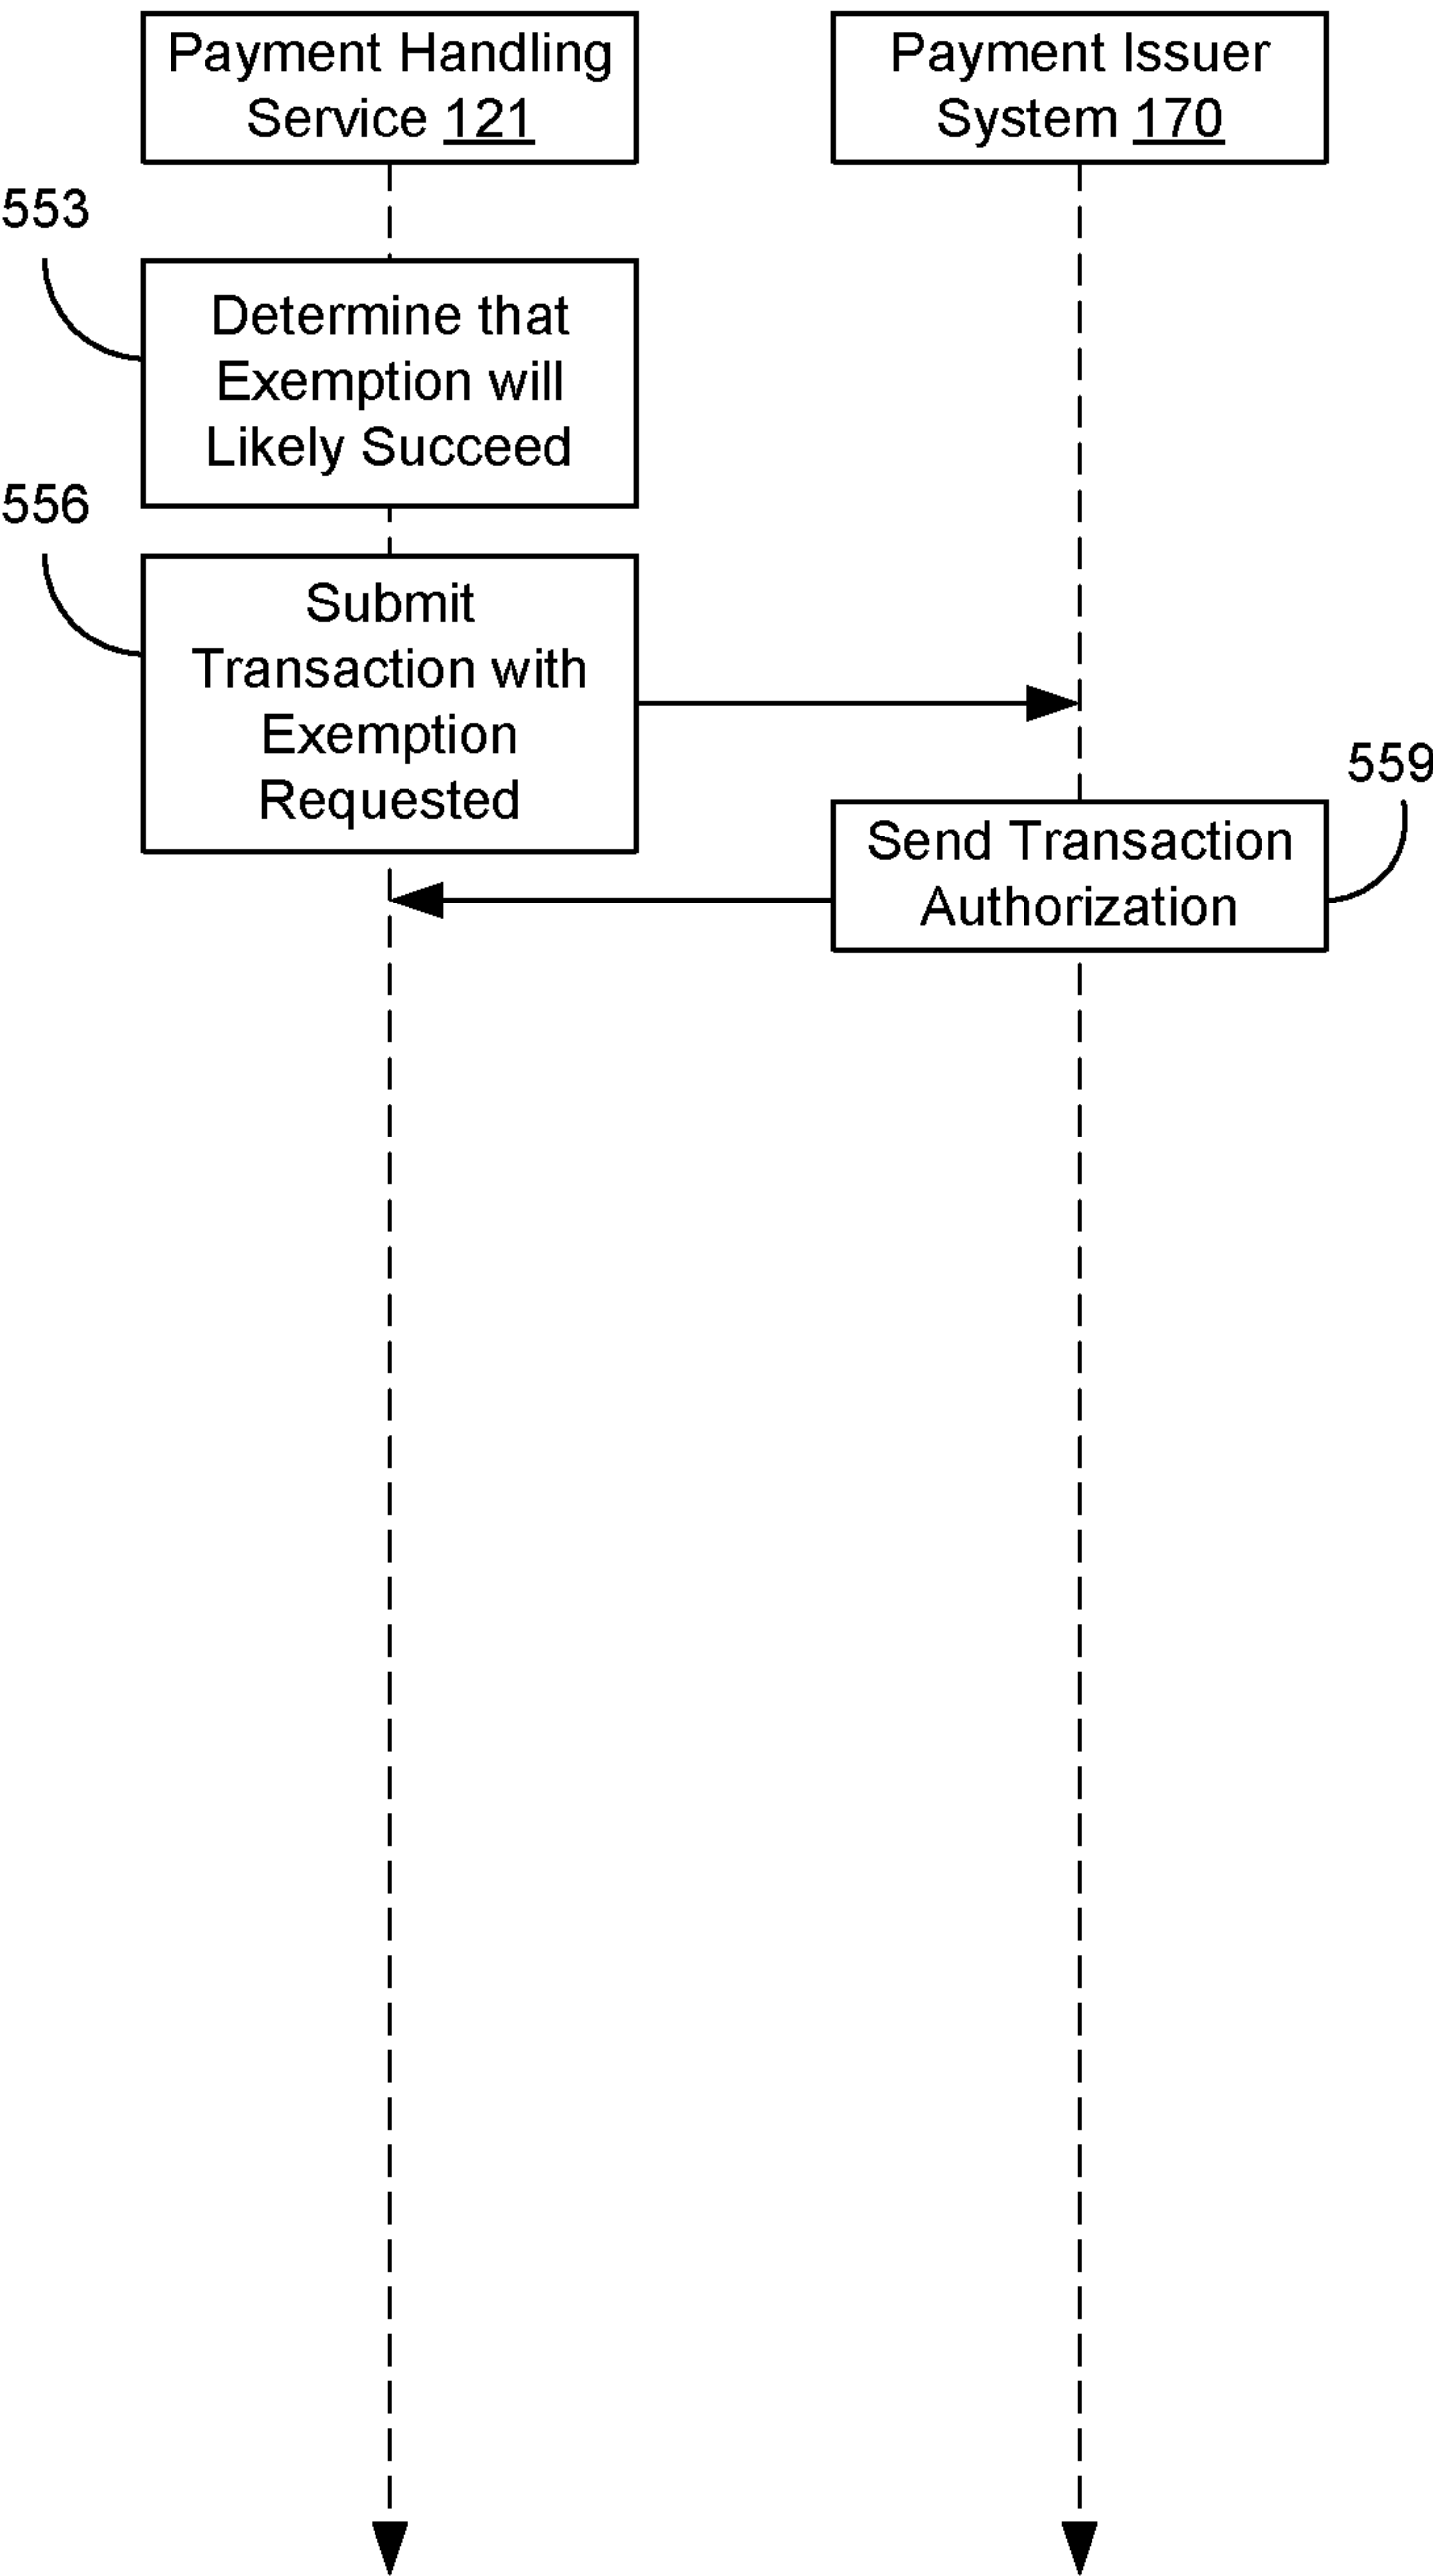 Payment Handling
Service 121
Payment Issuer
System 170
553
Determine that
Exemption will
Likely Succeed
556
Submit
Transaction with
Exemption
Requested
559
Send Transaction
Authorization